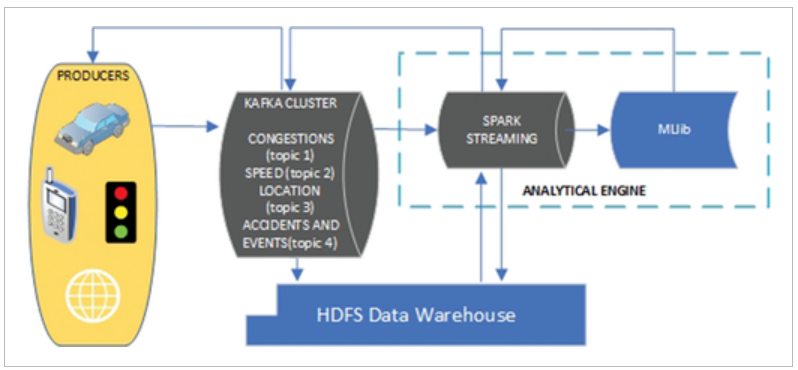 PRODUCERS
KAFKA CLUSTER
CONGESTIONS
(topic 1)
SPEED (topic 2)
LOCATION
(topic 3)
ACCIDENTS AND
EVENTS(topic 4)
SPARK
STREAMING
MLib
ANALYTICAL ENGINE
HDFS Data Warehouse